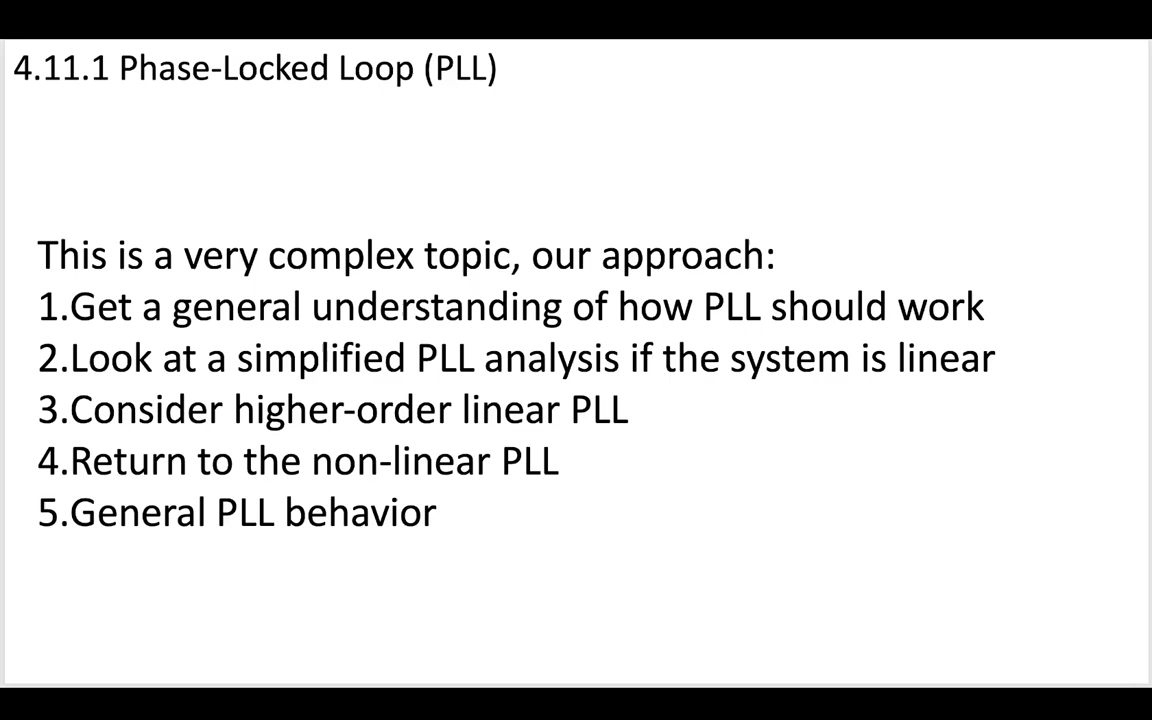 4.11.1 Phase-Locked Loop (PLL)
This is a very complex topic, our approach:
1.Get a general understanding of how PLL should work
2.Look at a simplified PLL analysis if the system is linear
3.Consider higher-order linear PLL
4.Return to the non-linear PLL
5.General PLL behavior